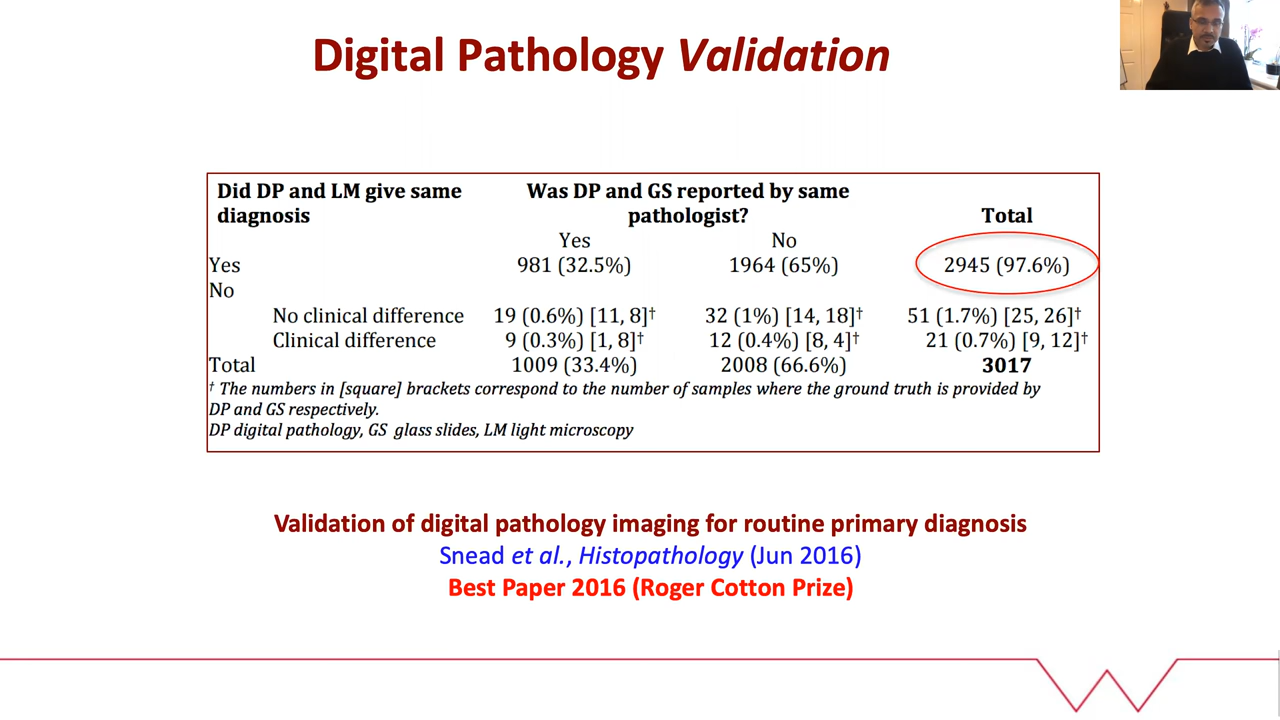 Digital Pathology Validation
Did DP and LM give same diagnosis
Was DP and GS reported by same pathologist?
Total
Yes
No
Yes 981 (32.5%) 1964 (65%) 2945 (97.6%)
No
No clinical difference 19 (0.6%) [11, 8]† 32 (1%) [14, 18]† 51 (1.7%) [25, 26]†
Clinical difference 9 (0.3%) [1, 8]† 12 (0.4%) [8, 4]† 21 (0.7%) [9, 12]†
Total 1009 (33.4%) 2008 (66.6%) 3017
† The numbers in [square] brackets correspond to the number of samples where the ground truth is provided by
DP and GS respectively.
DP digital pathology, GS glass slides, LM light microscopy
Validation of digital pathology imaging for routine primary diagnosis
Snead et al., Histopathology (Jun 2016)
Best Paper 2016 (Roger Cotton Prize)